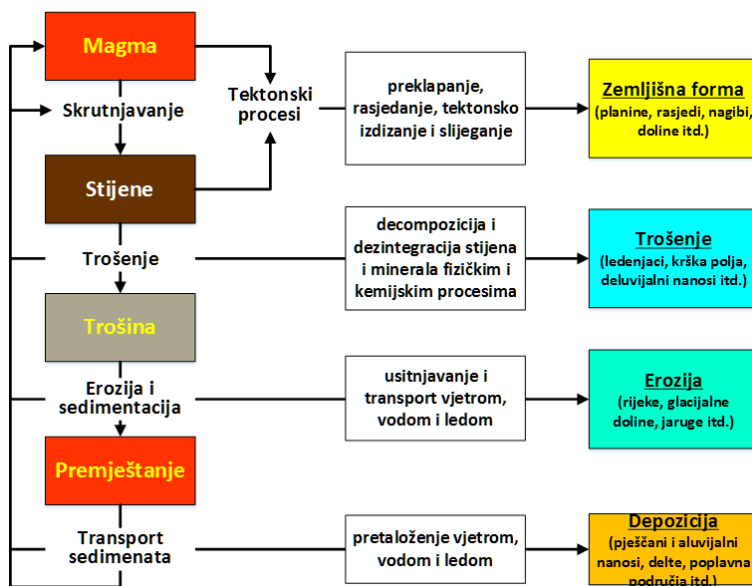 Magma
Skrutnjavanje
Tektonski
procesi
preklapanje,
rasjedanje, tektonsko
izdizanje i slijeganje
Zemljišna forma
(planine, rasjedi, nagibi,
doline itd.)
Stijene
Trošenje
decompozicija i
dezintegracija stijena
i minerala fizičkim i
kemijskim procesima
Trošenje
(ledenjaci, krška polja,
deluvijalni nanosi itd.)
Trošina
Erozija i
sedimentacija
usitnjavanje i
transport vjetrom,
vodom i ledom
Erozija
(rijeke, glacijalne
doline, jaruge itd.)
Premještanje
Transport
sedimenata
pretaloženje vjetrom,
vodom i ledom
Depozicija
(pješčani i aluvijalni
nanosi, delte, poplavna
područja itd.)